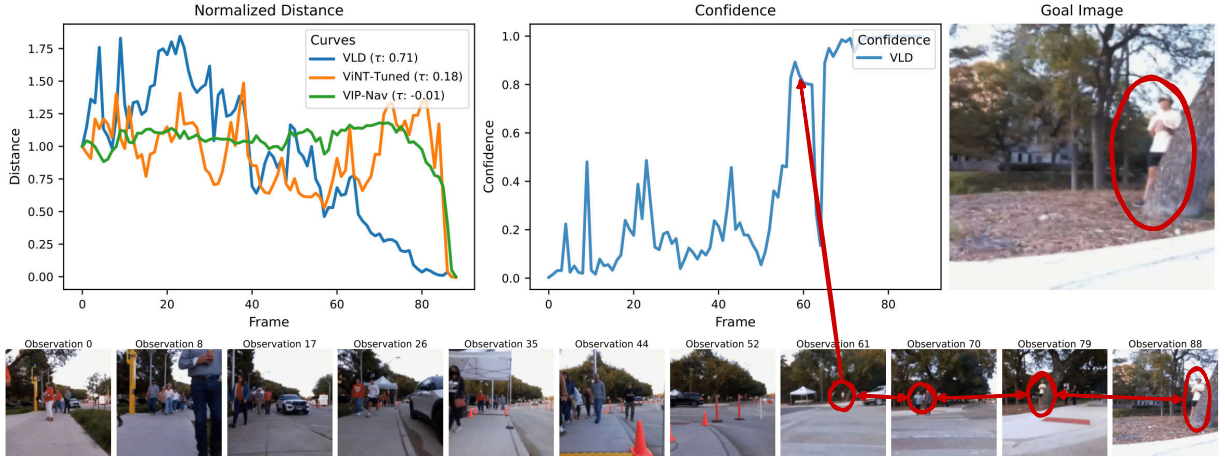 Normalized Distance
Distance
1.75
1.50
1.25
1.00
0.75
0.50
0.25
0.00
0
20
40
60
80
Frame
Curves
VLD (τ: 0.71)
ViNT-Tuned (τ: 0.18)
VIP-Nav (τ: -0.01)
Confidence
Confidence
1.0
0.8
0.6
0.4
0.2
0.0
0
20
40
60
80
Frame
Confidence
VLD
Goal Image
Observation 0
Observation 8
Observation 17
Observation 26
Observation 35
Observation 44
Observation 52
Observation 61
Observation 70
Observation 79
Observation 88